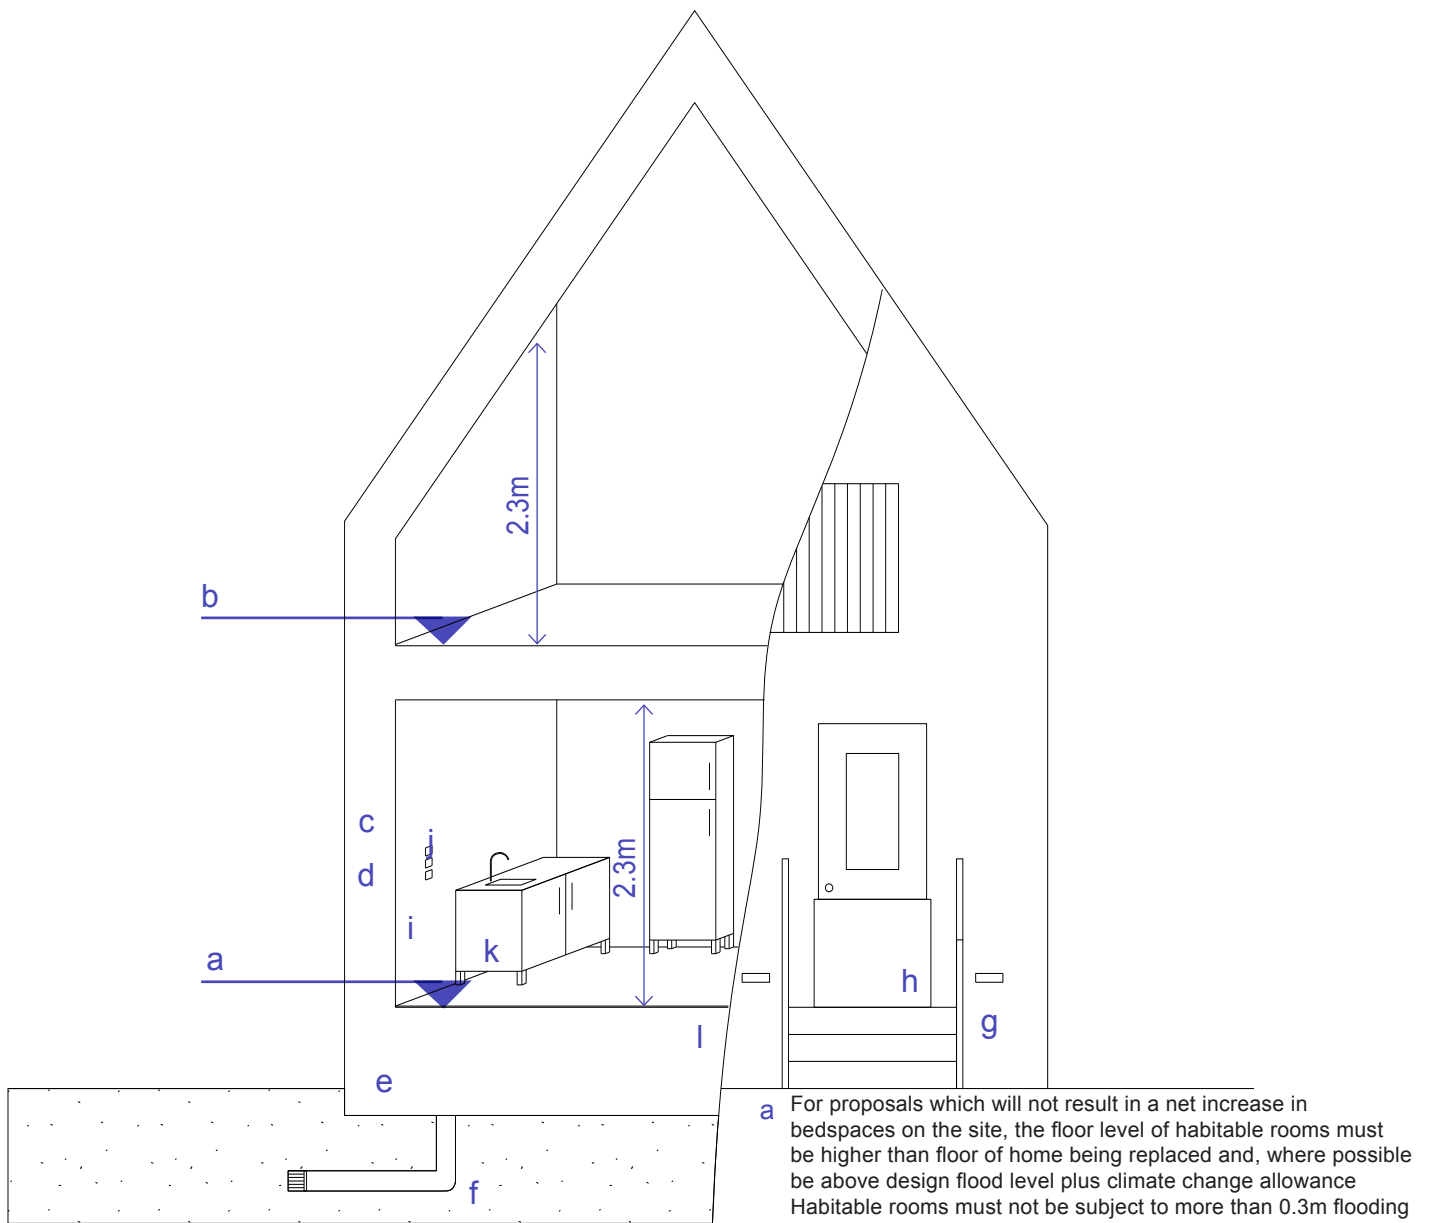 2.3m
b
c
j
d
2.3m
i
k
a
h
l
g
e
a For proposals which will not result in a net increase in
bedspaces on the site, the floor level of habitable rooms must
be higher than floor of home being replaced and, where possible
be above design flood level plus climate change allowance
f
Habitable rooms must not be subject to more than 0.3m flooding